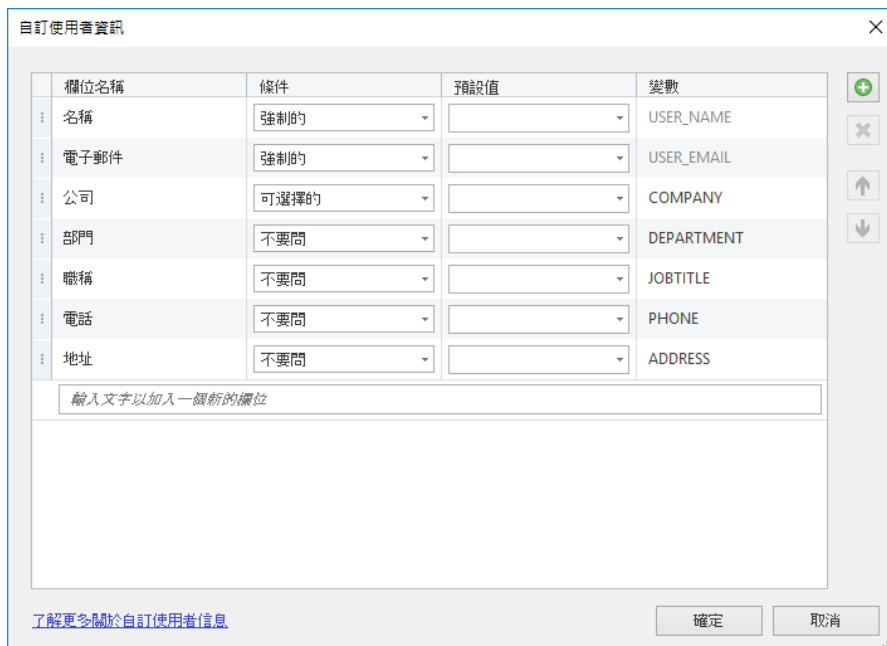 自訂使用者資訊
欄位名稱 條件 預設值 變數
名稱 強制的 USER_NAME
電子郵件 強制的 USER_EMAIL
公司 可選擇的 COMPANY
部門 不要問 DEPARTMENT
職稱 不要問 JOBTITLE
電話 不要問 PHONE
地址 不要問 ADDRESS
輸入文字以加入一個新的欄位
了解更多關於自訂使用者信息 確定 取消